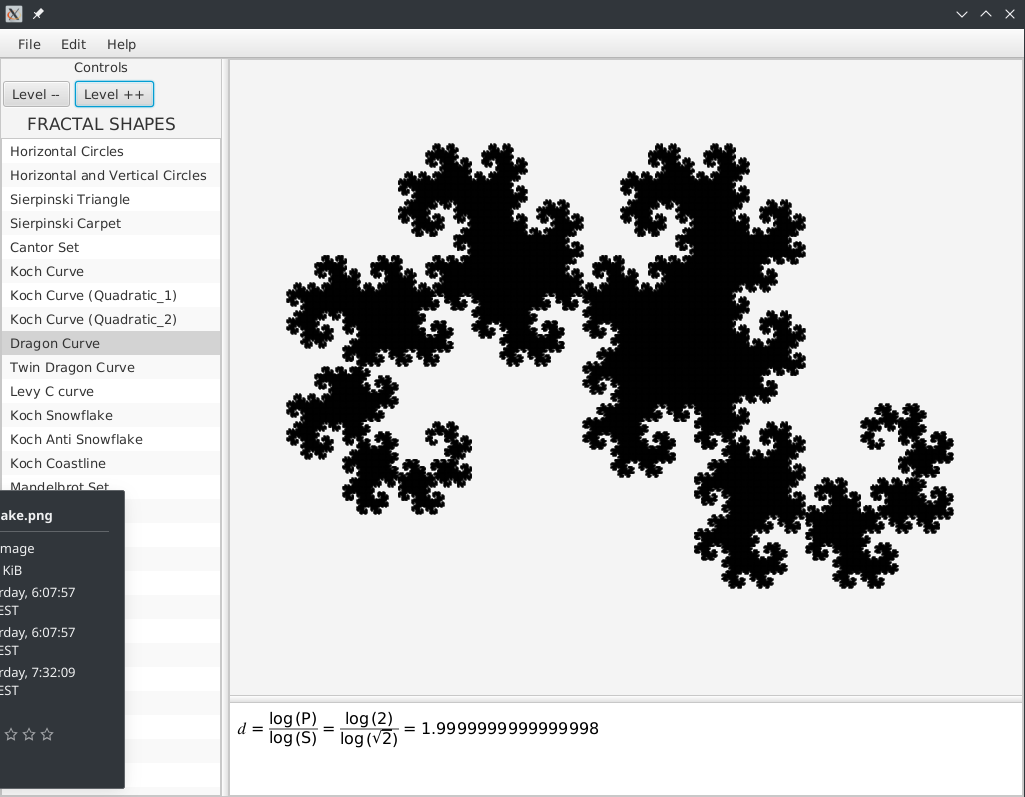 File Edit Help
Controls
Level -- Level ++
FRACTAL SHAPES
Horizontal Circles
Horizontal and Vertical Circles
Sierpinski Triangle
Sierpinski Carpet
Cantor Set
Koch Curve
Koch Curve (Quadratic_1)
Koch Curve (Quadratic_2)
Dragon Curve
Twin Dragon Curve
Levy C curve
Koch Snowflake
Koch Anti Snowflake
Koch Coastline
Mandelbrot Set
ake.png
mage
KiB
rday, 6:07:57
EST
rday, 6:07:57
EST
rday, 7:32:09
EST
d = log(P) / log(S) = log(2) / log(√2) = 1.9999999999999998